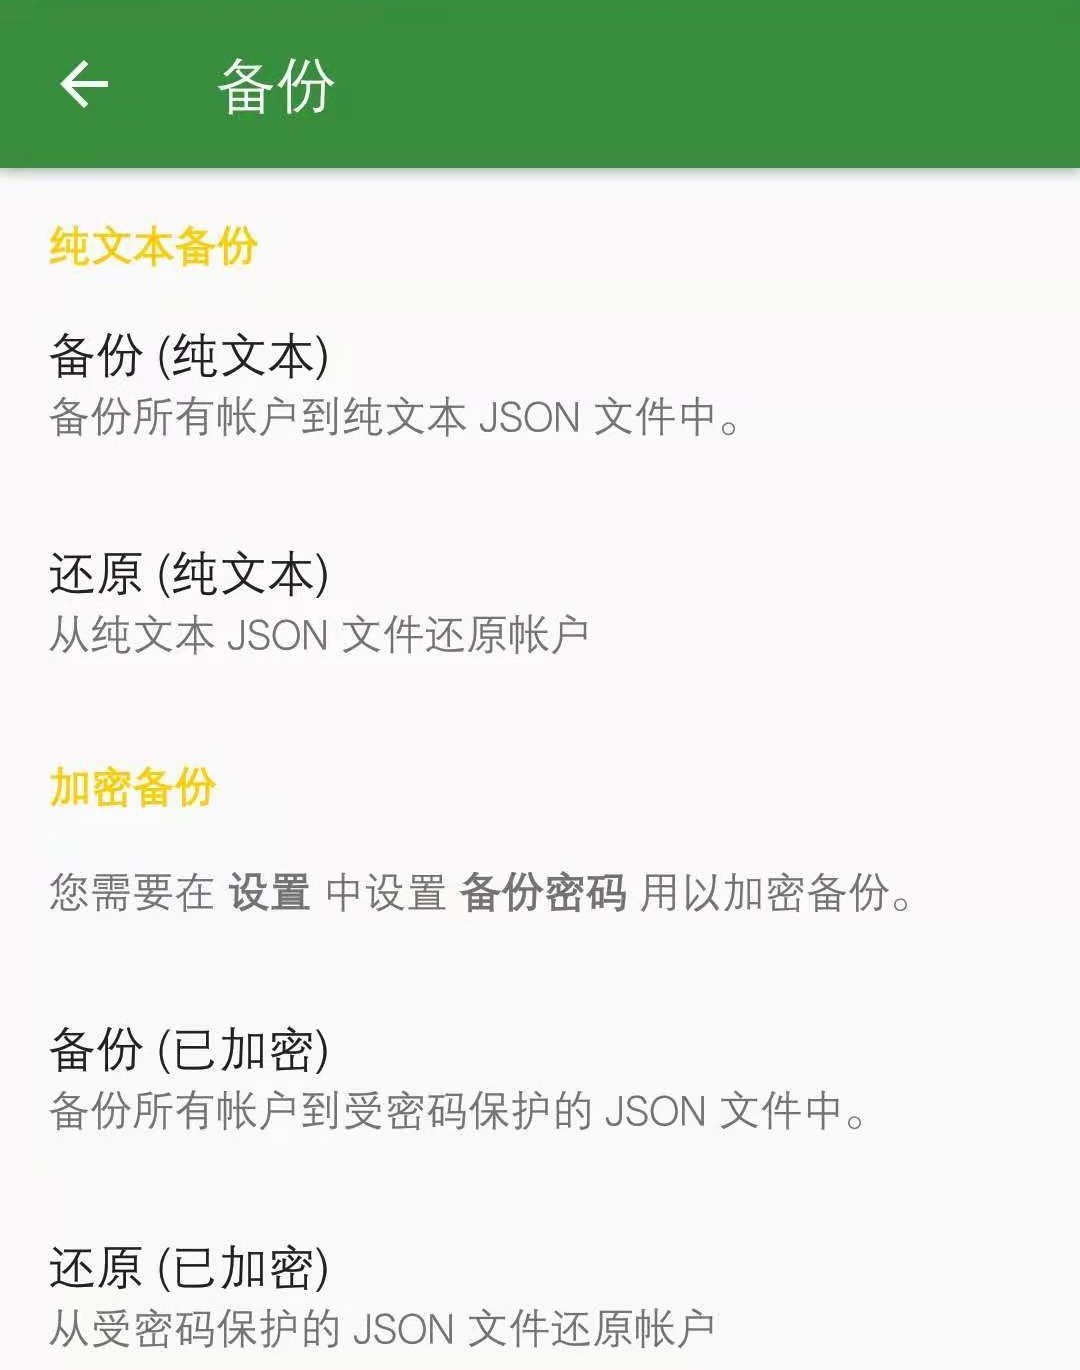 备份
纯文本备份
备份 (纯文本)
备份所有帐户到纯文本 JSON 文件中。
还原 (纯文本)
从纯文本 JSON 文件还原帐户
加密备份
您需要在 设置 中设置 备份密码 用以加密备份。
备份 (已加密)
备份所有帐户到受密码保护的 JSON 文件中。
还原 (已加密)
从受密码保护的 JSON 文件还原帐户